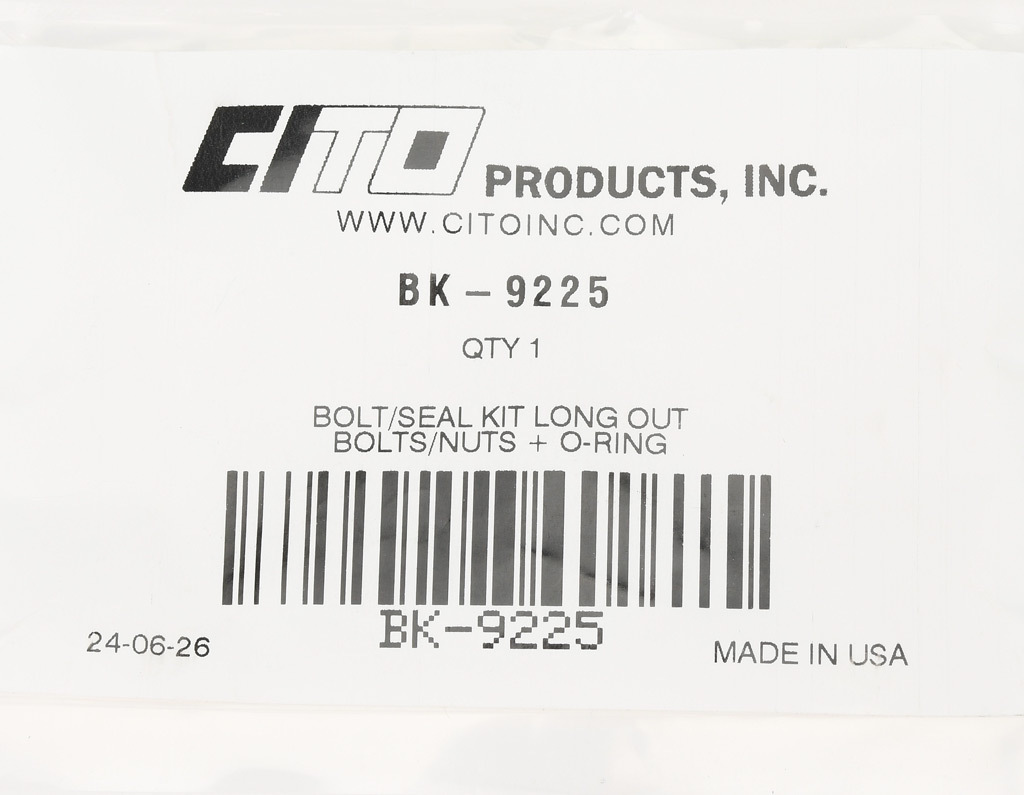 CITO PRODUCTS, INC.
WWW.CITOINC.COM
BK-9225
QTY 1
BOLT/SEAL KIT LONG OUT
BOLTS/NUTS + O-RING
BK-9225
24-06-26
MADE IN USA